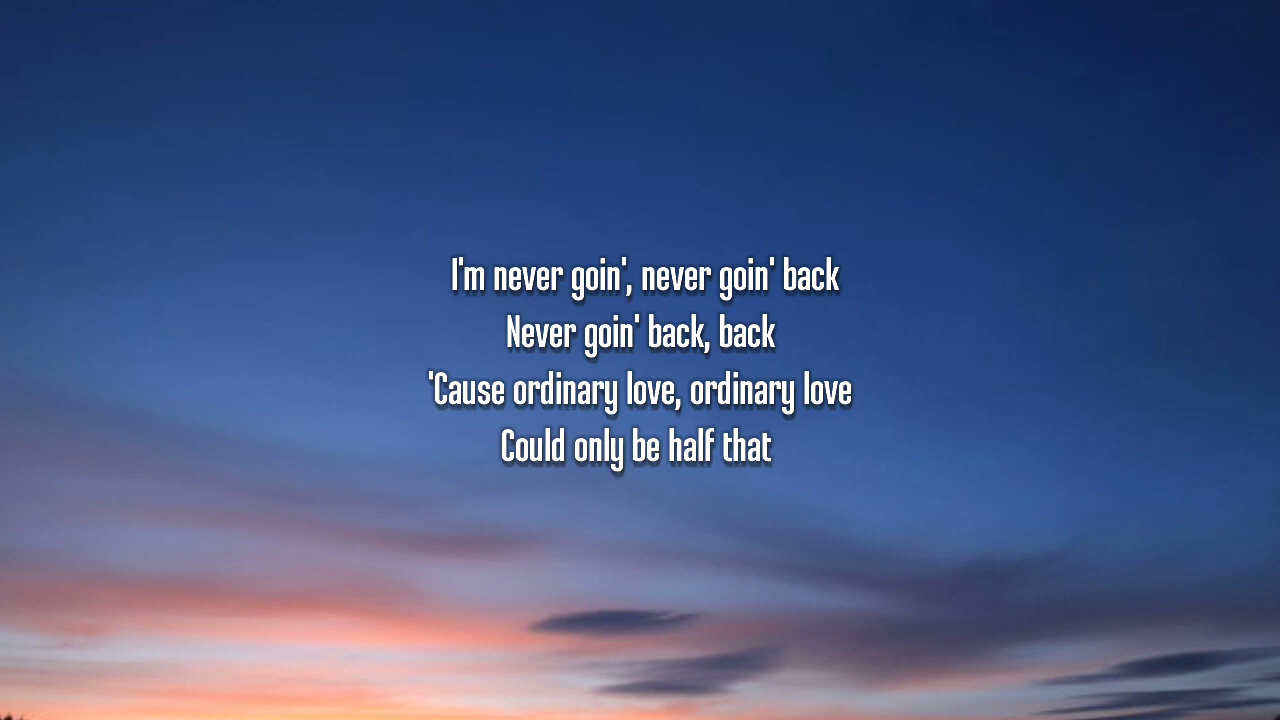 I'm never goin', never goin' back
Never goin' back, back
'Cause ordinary love, ordinary love
Could only be half that